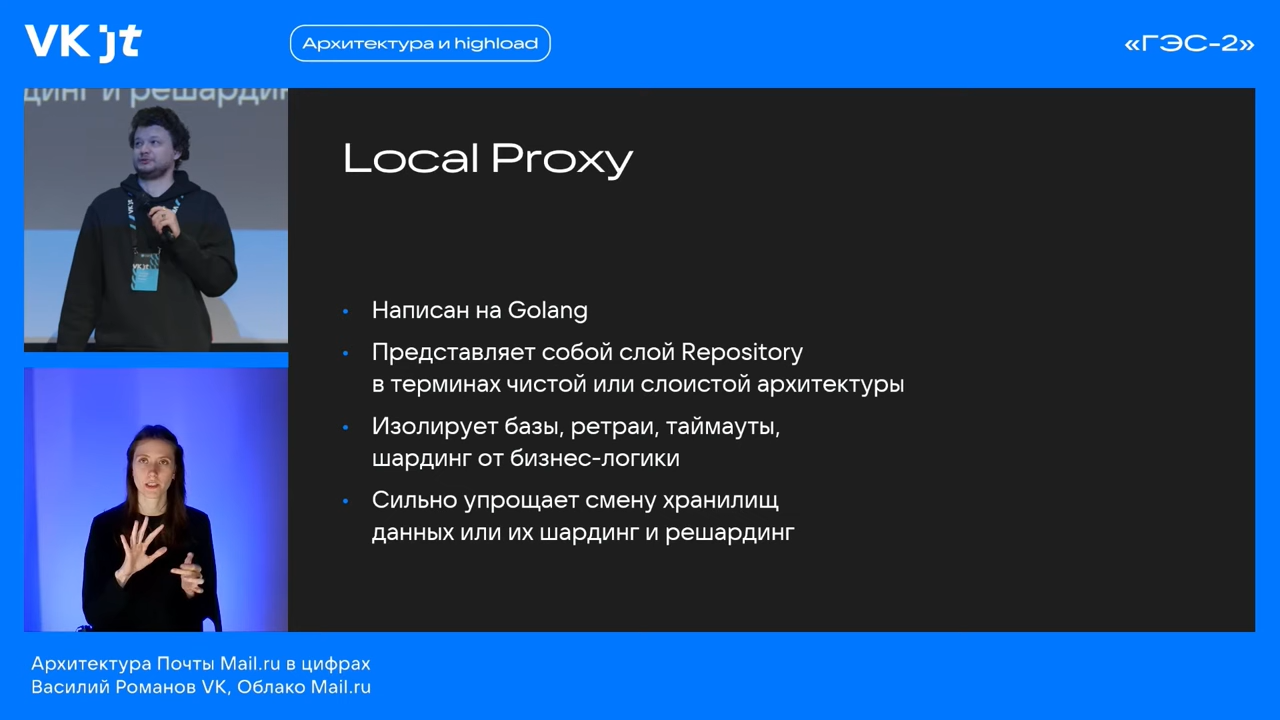 VK jt
Архитектура и highload
«ГЭС-2»
динг и решардин
Local Proxy
• Написан на Golang
• Представляет собой слой Repository
в терминах чистой или слоистой архитектуры
• Изолирует базы, ретраи, таймауты,
шардинг от бизнес-логики
• Сильно упрощает смену хранилищ
данных или их шардинг и решардинг
Архитектура Почты Mail.ru в цифрах
Василий Романов VK, Облако Mail.ru